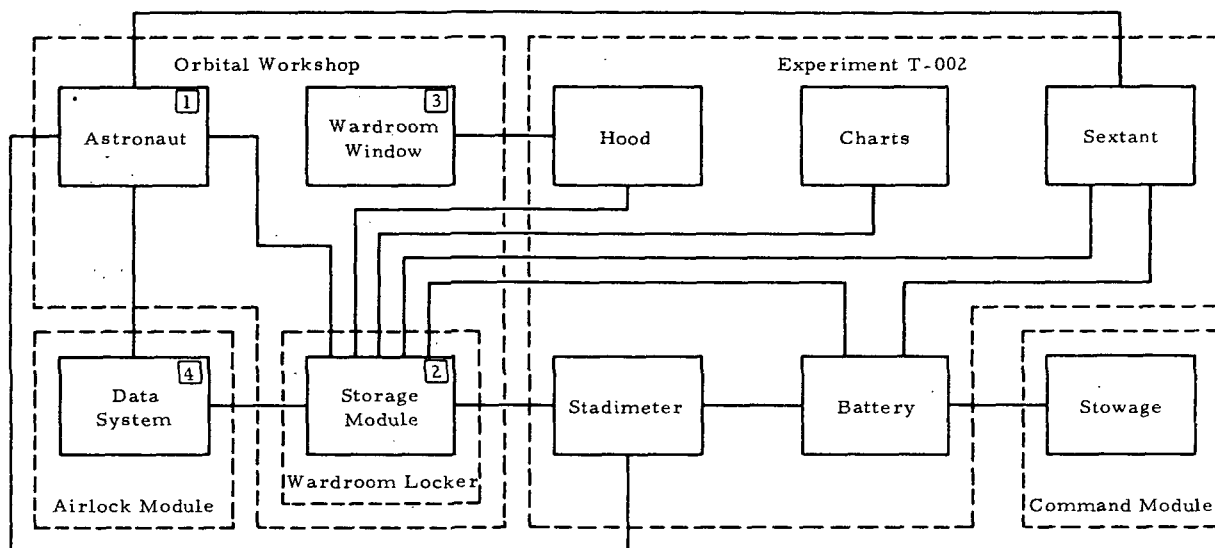 Orbital Workshop
Experiment T-002
1
Astronaut
3
Wardroom
Window
Hood
Charts
Sextant
4
Data
System
2
Storage
Module
Stadimeter
Battery
Stowage
Airlock Module
Wardroom Locker
Command Module